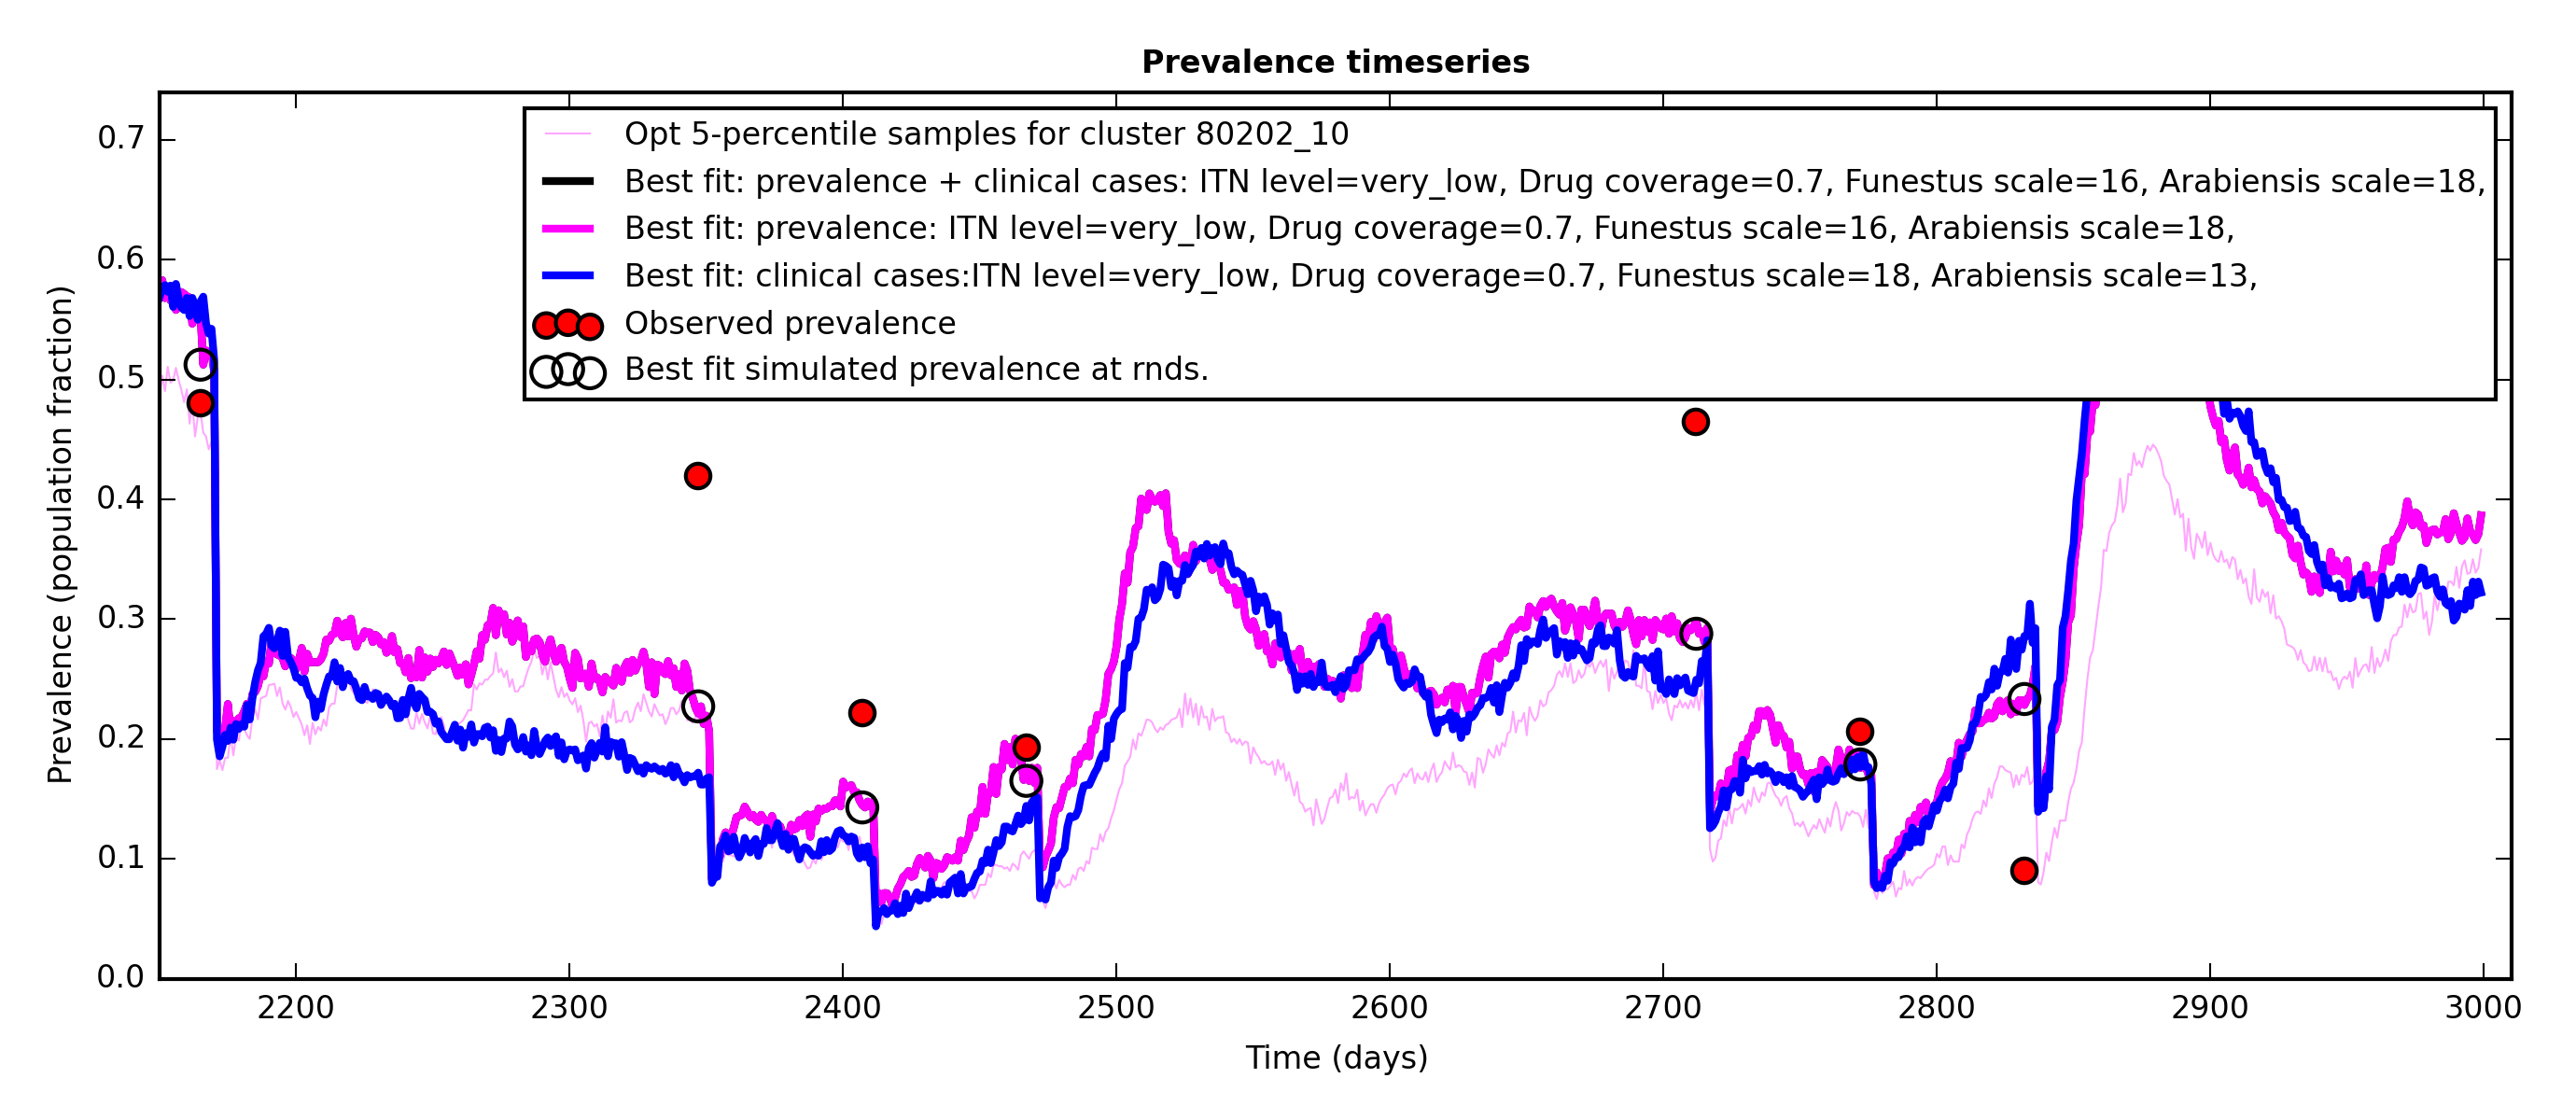 Prevalence timeseries
Opt 5-percentile samples for cluster 80202_10
Best fit: prevalence + clinical cases: ITN level=very_low, Drug coverage=0.7, Funestus scale=16, Arabiensis scale=18,
Best fit: prevalence: ITN level=very_low, Drug coverage=0.7, Funestus scale=16, Arabiensis scale=18,
Best fit: clinical cases:ITN level=very_low, Drug coverage=0.7, Funestus scale=18, Arabiensis scale=13,
Observed prevalence
Best fit simulated prevalence at rnds.
Prevalence (population fraction)
0.7
0.6
0.5
0.4
0.3
0.2
0.1
0.0
2200 2300 2400 2500 2600 2700 2800 2900 3000
Time (days)